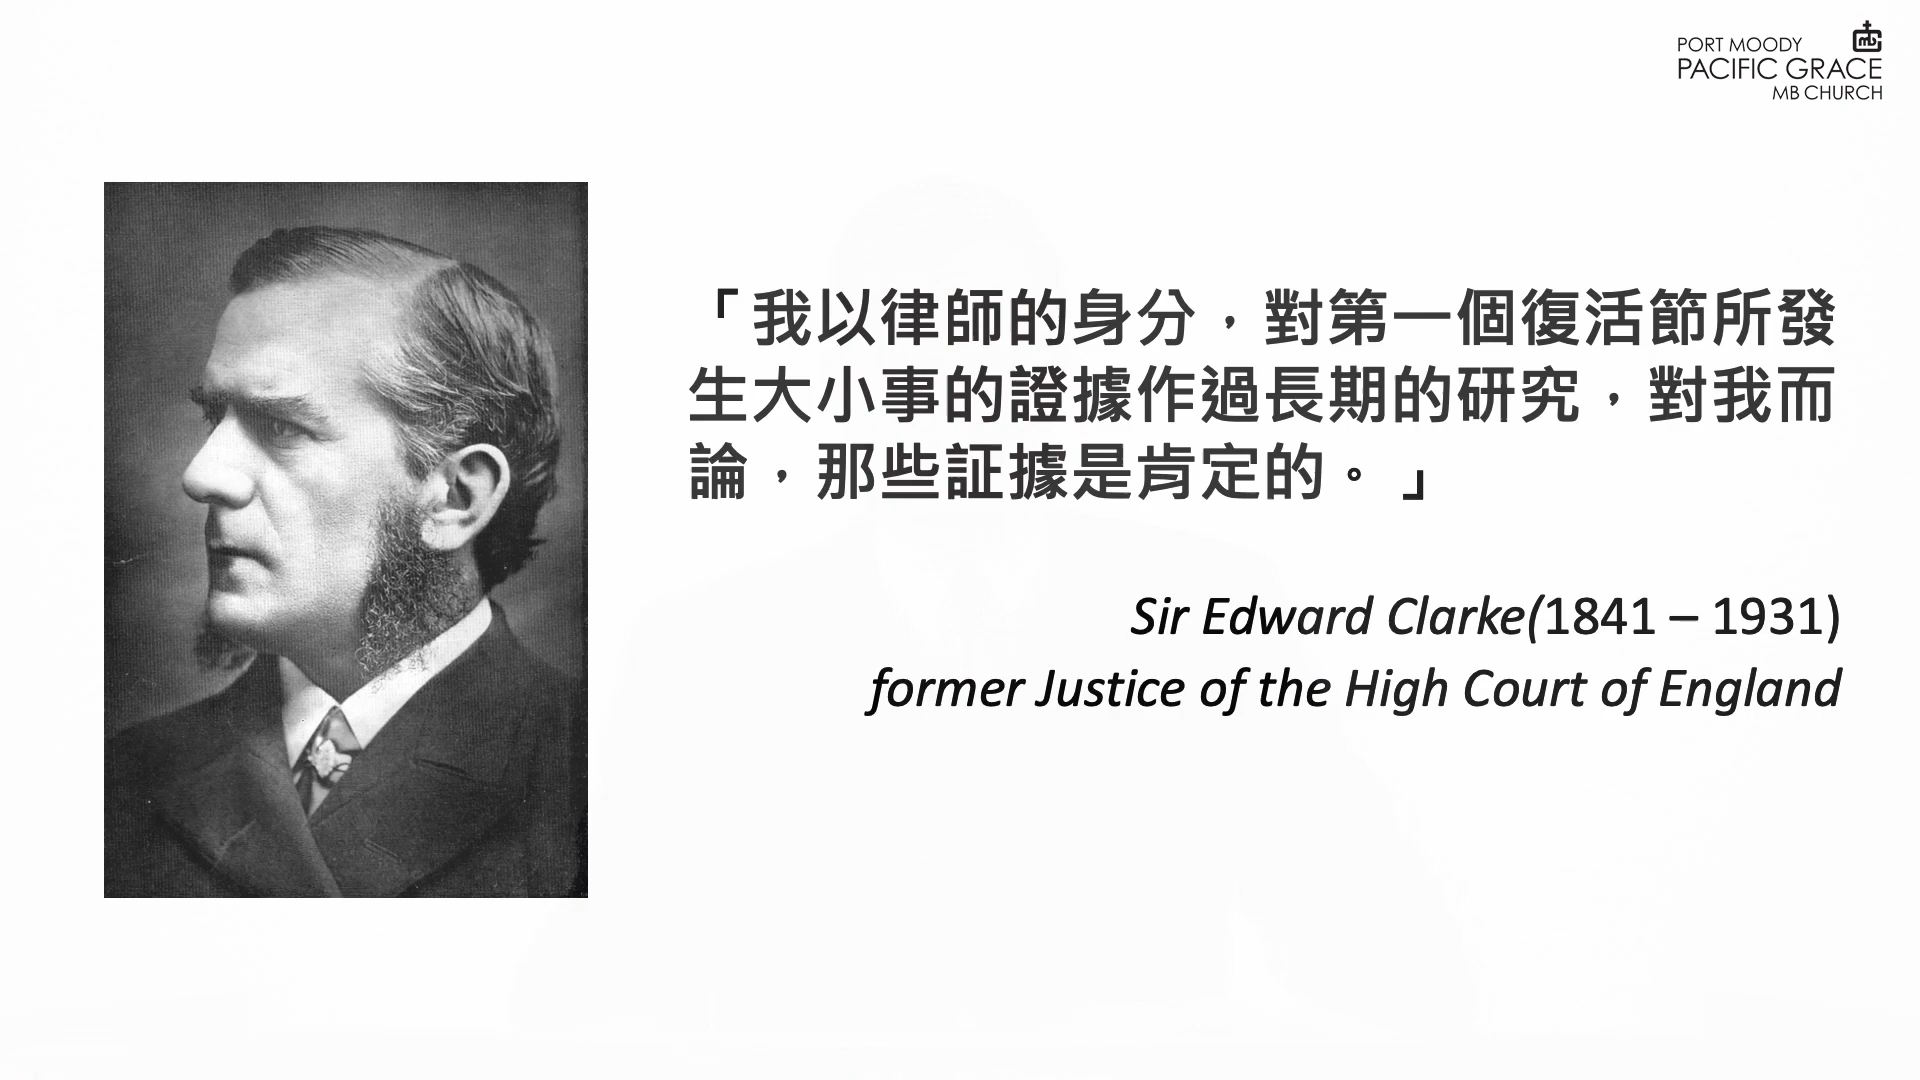 PORT MOODY
PACIFIC GRACE
MB CHURCH
「我以律師的身分，對第一個復活節所發
生大小事的證據作過長期的研究，對我而
論，那些証據是肯定的。」
Sir Edward Clarke(1841 – 1931)
former Justice of the High Court of England